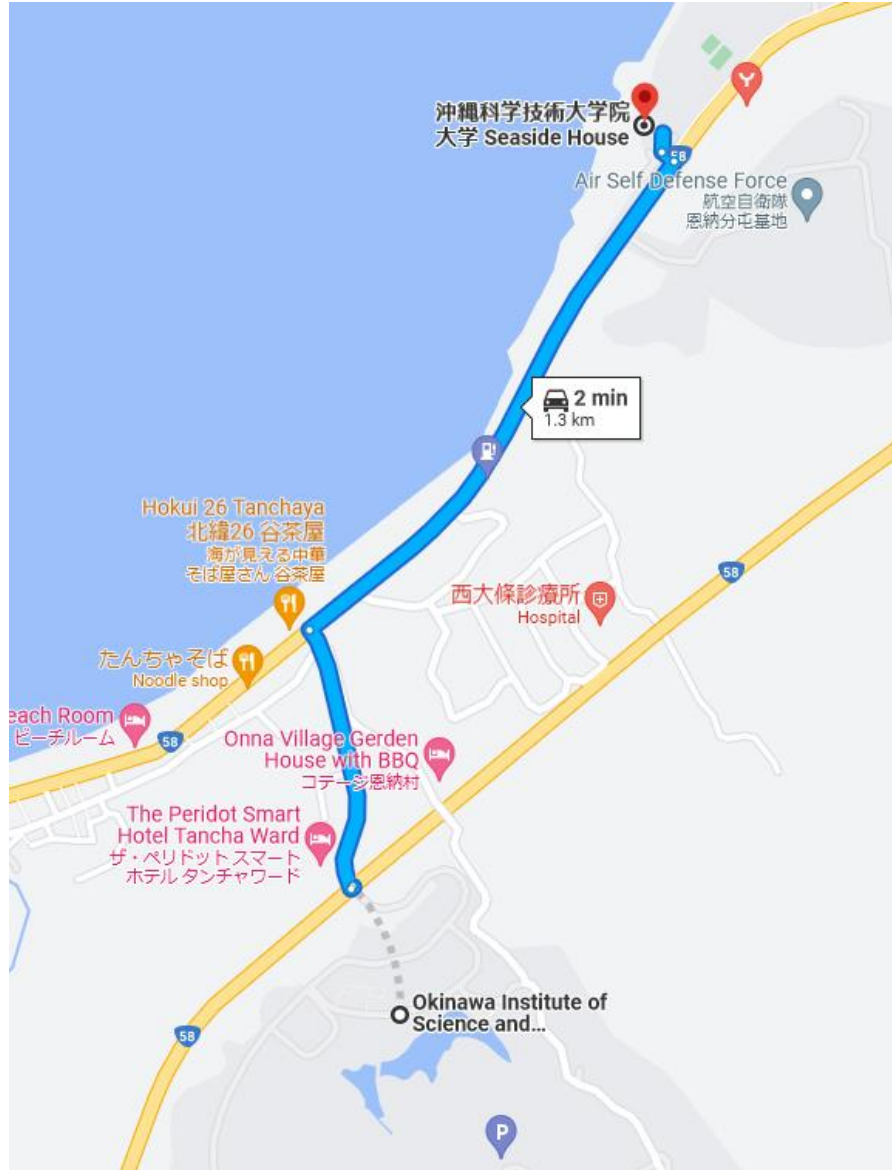 沖縄科学技術大学院
大学 Seaside House
58
Air Self Defense Force
航空自衛隊
恩納分屯基地
2 min
1.3 km
Hokui 26 Tanchaya
北緯26 谷茶屋
海が見える中華
そば屋さん 谷茶屋
58
西大條診療所
Hospital
たんちゃそば
Noodle shop
each Room
ビーチルーム
58
Onna Village Gerden
House with BBQ
コテージ恩納村
The Peridot Smart
Hotel Tancha Ward
ザ・ペリドット スマート
ホテル タンチャワード
Okinawa Institute of
Science and...
58
P